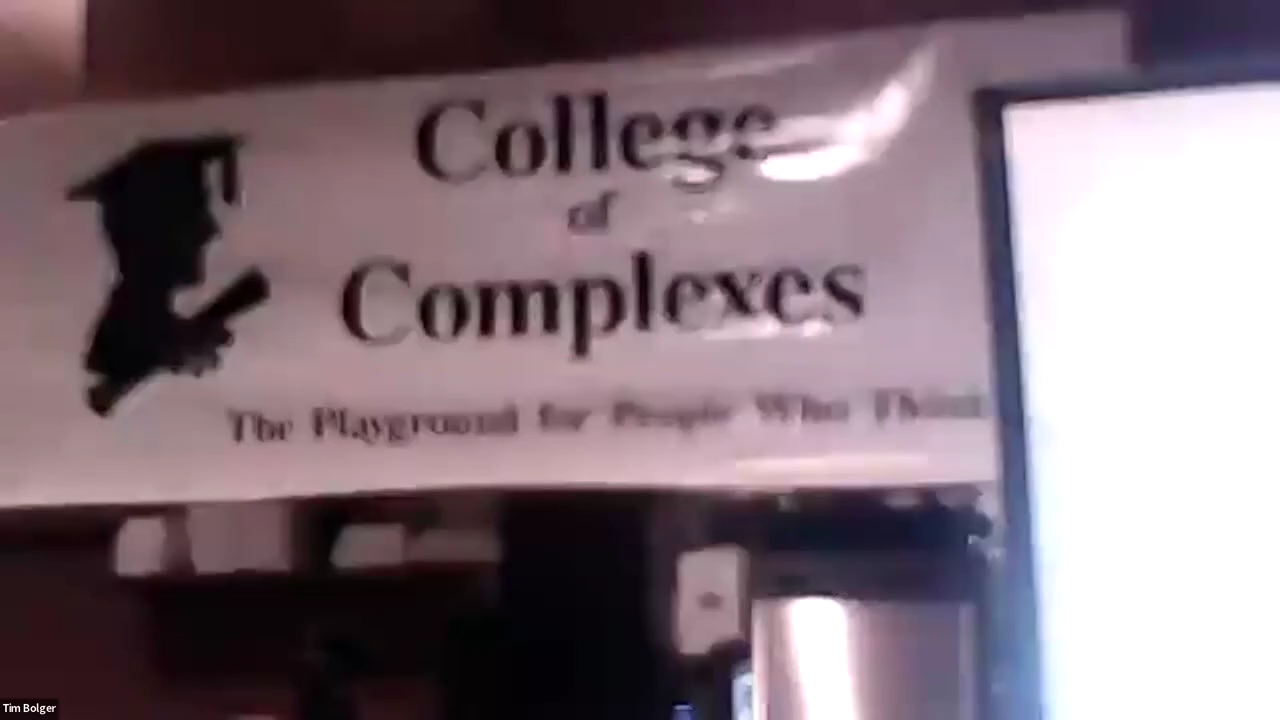 College
of
Complexes
The Playground for People Who Think
Tim Bolger